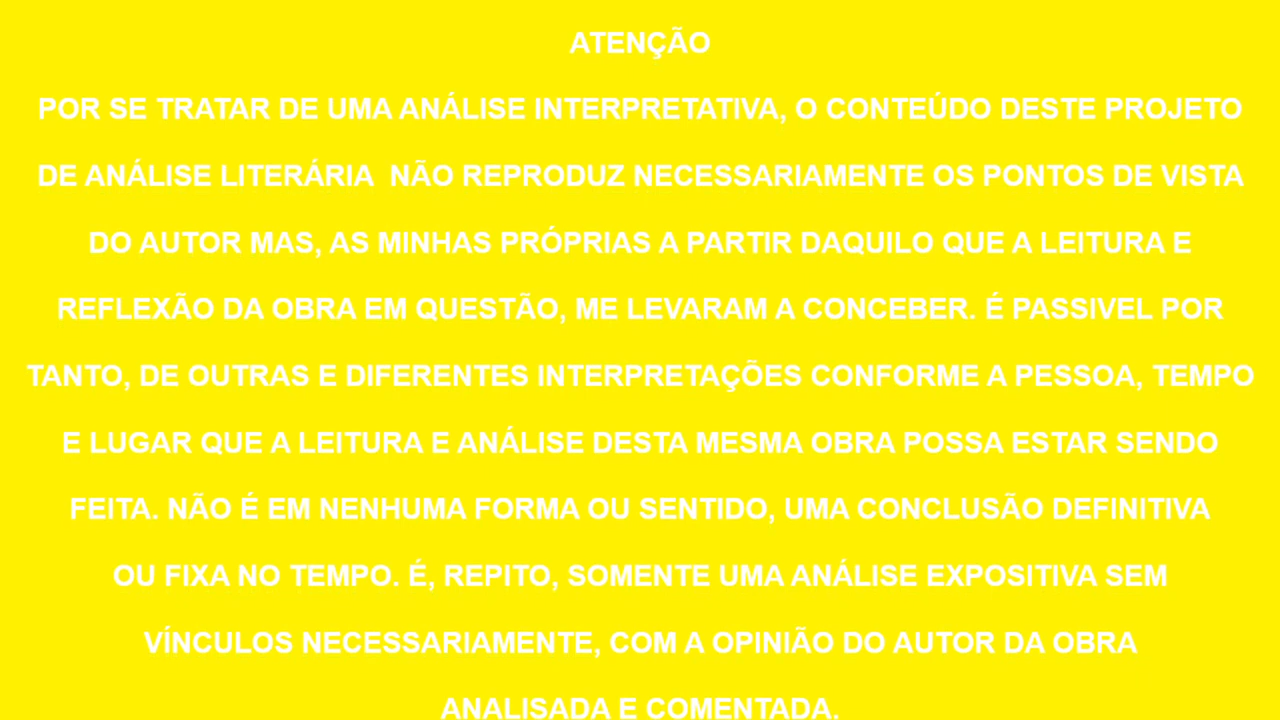 ATENÇÃO
POR SE TRATAR DE UMA ANÁLISE INTERPRETATIVA, O CONTEÚDO DESTE PROJETO
DE ANÁLISE LITERÁRIA  NÃO REPRODUZ NECESSARIAMENTE OS PONTOS DE VISTA
DO AUTOR MAS, AS MINHAS PRÓPRIAS A PARTIR DAQUILO QUE A LEITURA E
REFLEXÃO DA OBRA EM QUESTÃO, ME LEVARAM A CONCEBER. É PASSIVEL POR
TANTO, DE OUTRAS E DIFERENTES INTERPRETAÇÕES CONFORME A PESSOA, TEMPO
E LUGAR QUE A LEITURA E ANÁLISE DESTA MESMA OBRA POSSA ESTAR SENDO
FEITA. NÃO É EM NENHUMA FORMA OU SENTIDO, UMA CONCLUSÃO DEFINITIVA
OU FIXA NO TEMPO. É, REPITO, SOMENTE UMA ANÁLISE EXPOSITIVA SEM
VÍNCULOS NECESSARIAMENTE, COM A OPINIÃO DO AUTOR DA OBRA
ANALISADA E COMENTADA.